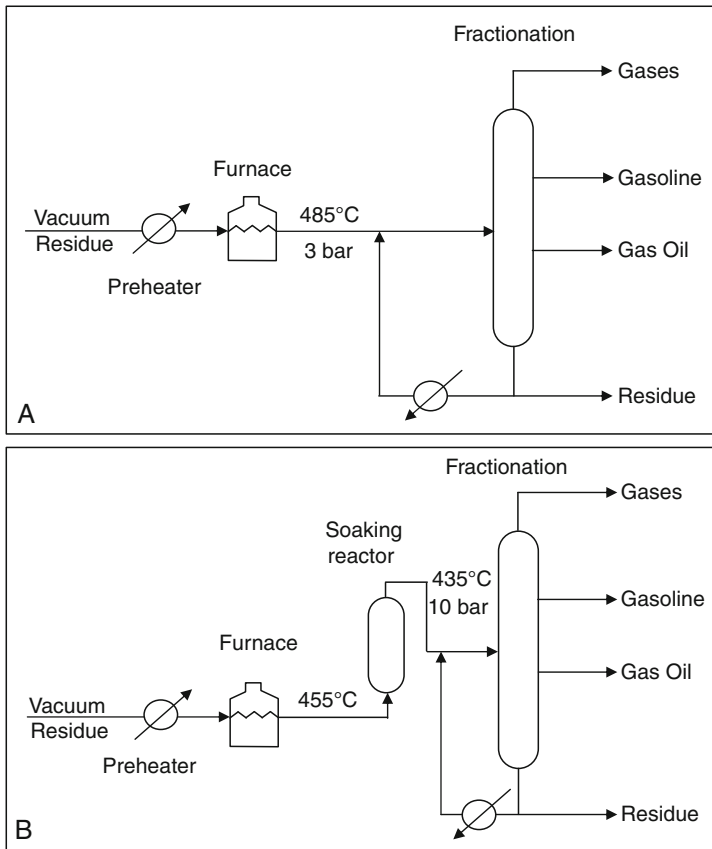 Fractionation
Gases
Furnace
Gasoline
Vacuum
Residue
485°C
3 bar
Gas Oil
Preheater
Residue
A
Fractionation
Gases
Soaking
reactor
435°C
10 bar
Gasoline
Furnace
Gas Oil
Vacuum
Residue
455°C
Preheater
Residue
B